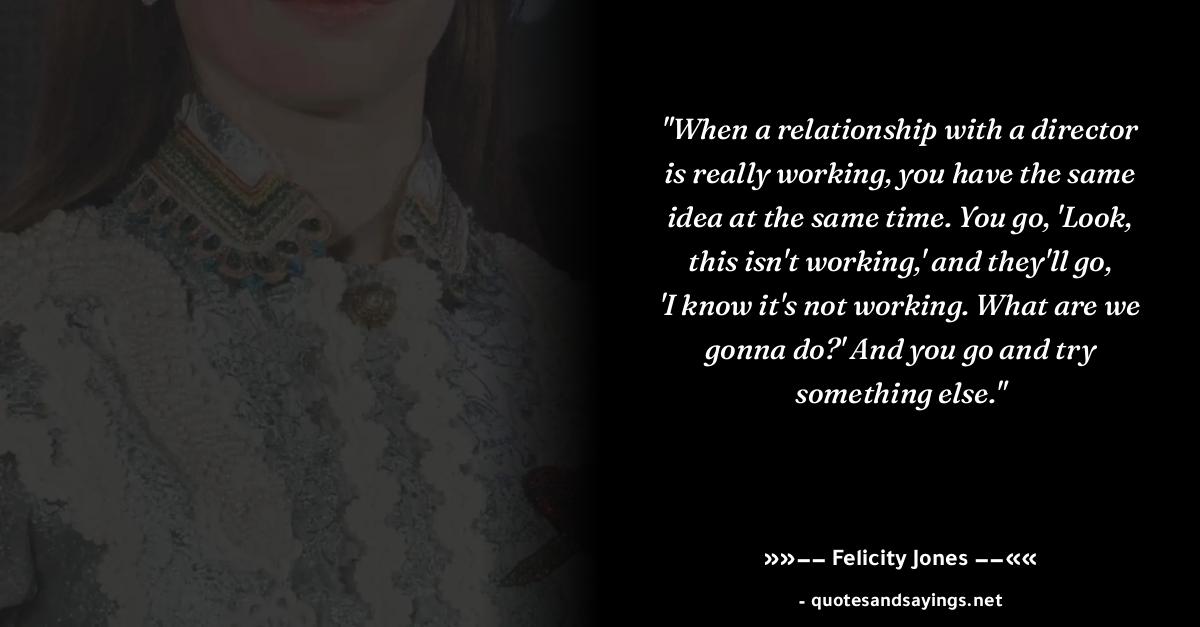 "When a relationship with a director
is really working, you have the same
idea at the same time. You go, 'Look,
this isn't working,' and they'll go,
'I know it's not working. What are we
gonna do?' And you go and try
something else."
»»−− Felicity Jones −−««
- quotesandsayings.net